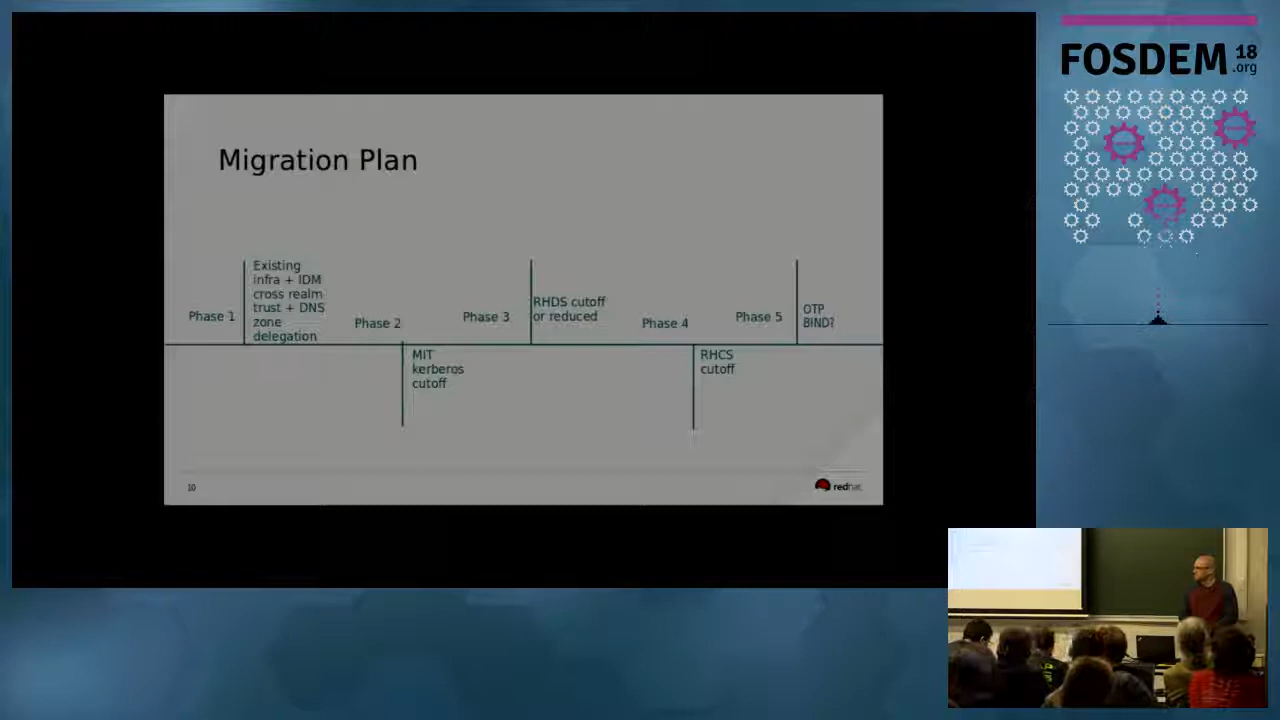 FOSDEM 18
.org
Migration Plan
Phase 1
Existing
infra + IDM
cross realm
trust + DNS
zone
delegation
Phase 2
MIT
kerberos
cutoff
Phase 3
RHDS cutoff
or reduced
Phase 4
RHCS
cutoff
Phase 5
OTP
BIND?
10
redhat